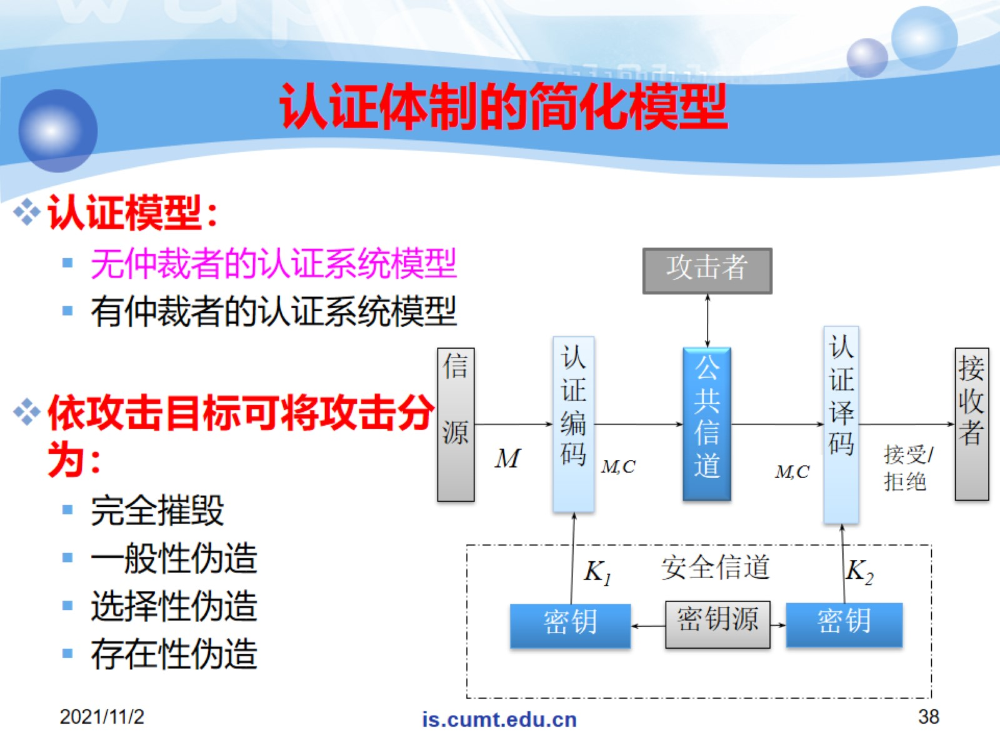 认证体制的简化模型
认证模型：
无仲裁者的认证系统模型
有仲裁者的认证系统模型
依攻击目标可将攻击分
为：
完全摧毁
一般性伪造
选择性伪造
存在性伪造
攻击者
信源
认证编码
公共信道
认证译码
接收者
M
M,C
M,C
接受/
拒绝
K1
安全信道
K2
密钥
密钥源
密钥
2021/11/2
is.cumt.edu.cn
38